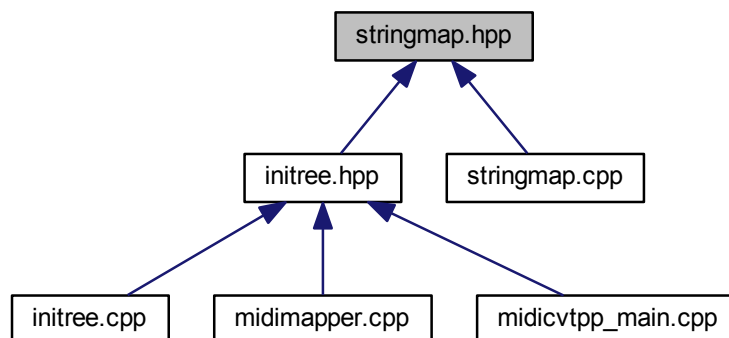 stringmap.hpp
initree.hpp
stringmap.cpp
initree.cpp
midimapper.cpp
midicvtpp_main.cpp